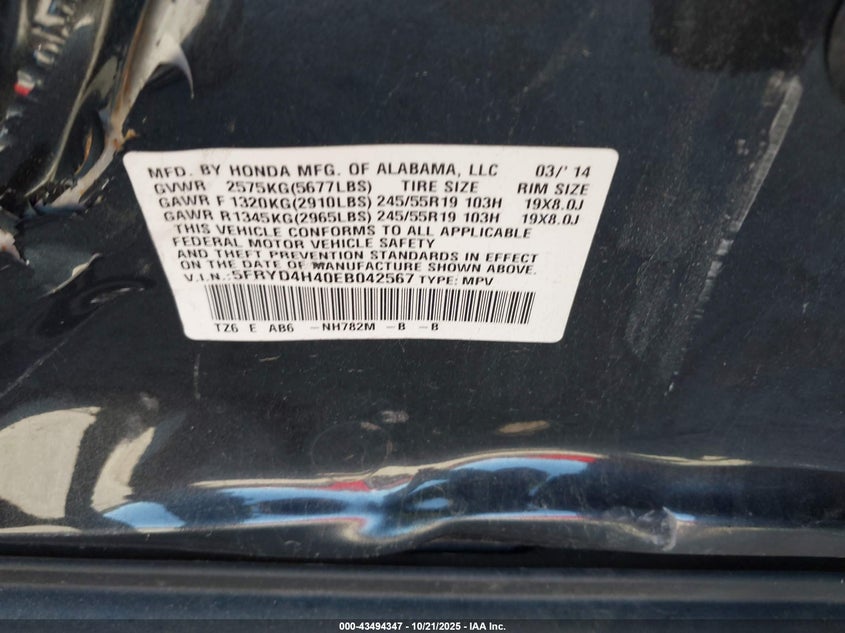 MFD. BY HONDA MFG. OF ALABAMA, LLC 03/'14
GVWR 2575KG(5677LBS) TIRE SIZE RIM SIZE
GAWR F 1320KG(2910LBS) 245/55R19 103H 19X8.0J
GAWR R1345KG(2965LBS) 245/55R19 103H 19X8.0J
THIS VEHICLE CONFORMS TO ALL APPLICABLE
FEDERAL MOTOR VEHICLE SAFETY
AND THEFT PREVENTION STANDARDS IN EFFECT
ON THE DATE OF MANUFACTURE SHOWN ABOVE.
V.I.N.:5FRYD4H40EB042567 TYPE: MPV
TZ6 E AB6 -NH782M -B -B
000-43494347 | 10/21/2025 | IAA Inc.